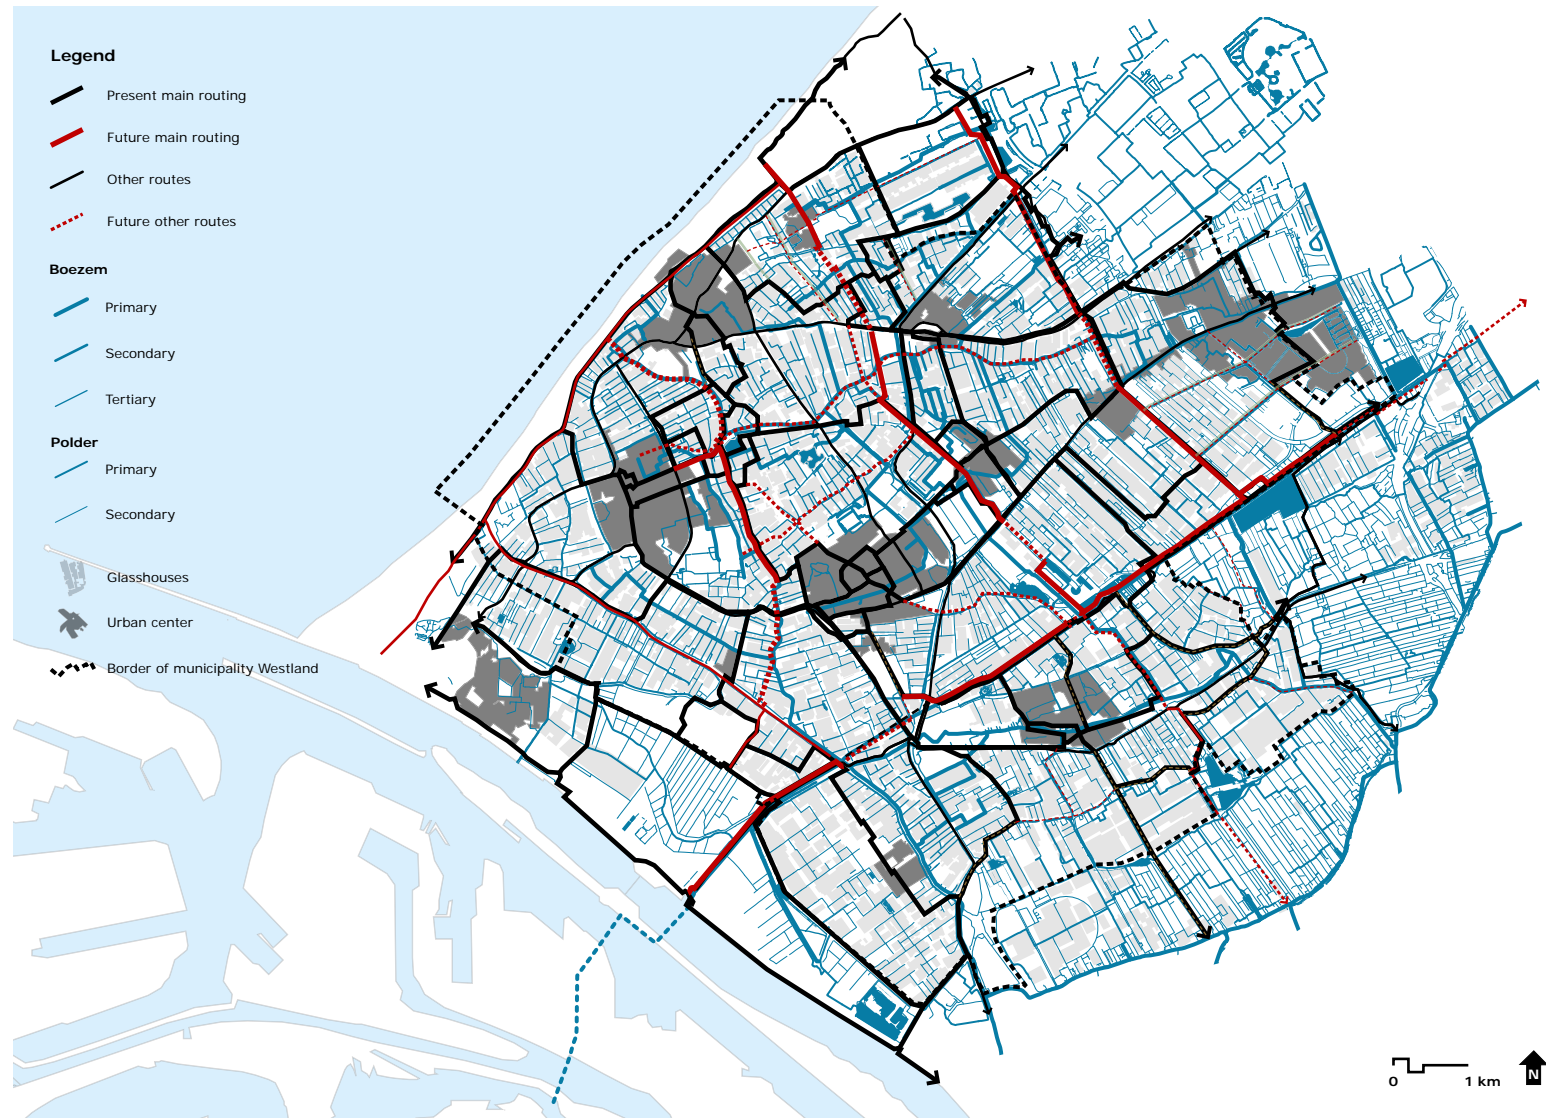 Legend
Present main routing
Future main routing
Other routes
Future other routes
Boezem
Primary
Secondary
Tertiary
Polder
Primary
Secondary
Glasshouses
Urban center
Border of municipality Westland
0 1 km
N